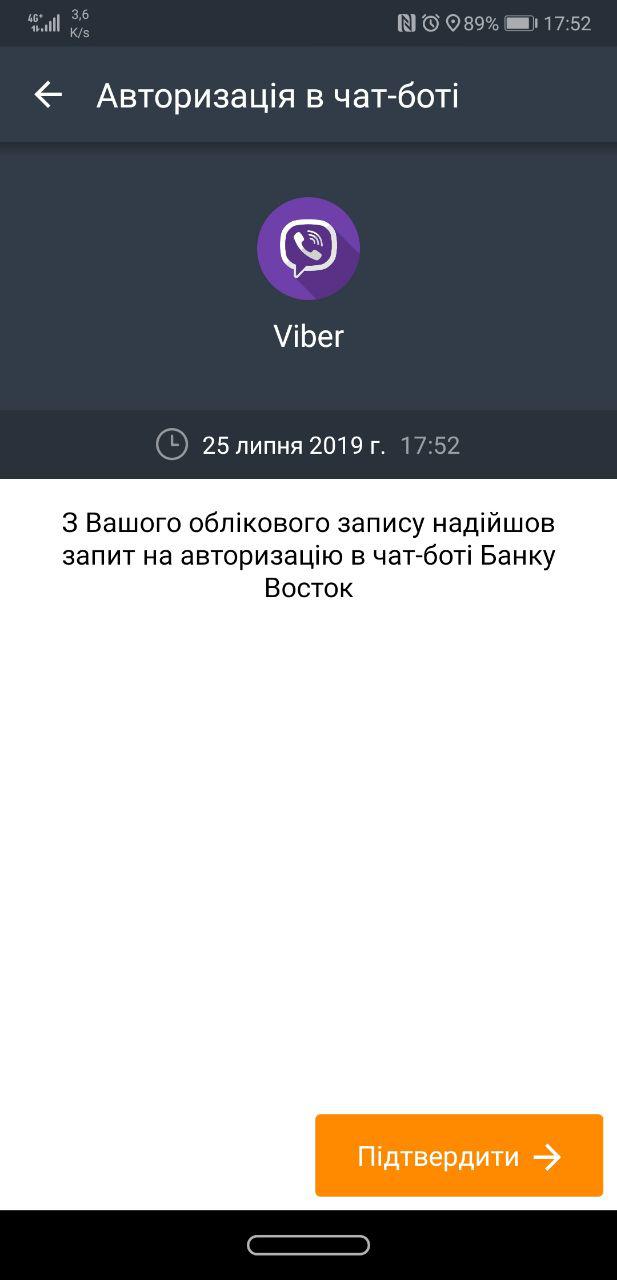 4G+
3,6
K/s
89%
17:52
Авторизація в чат-боті
Viber
25 липня 2019 г. 17:52
З Вашого облікового запису надійшов
запит на авторизацію в чат-боті Банку
Восток
Підтвердити